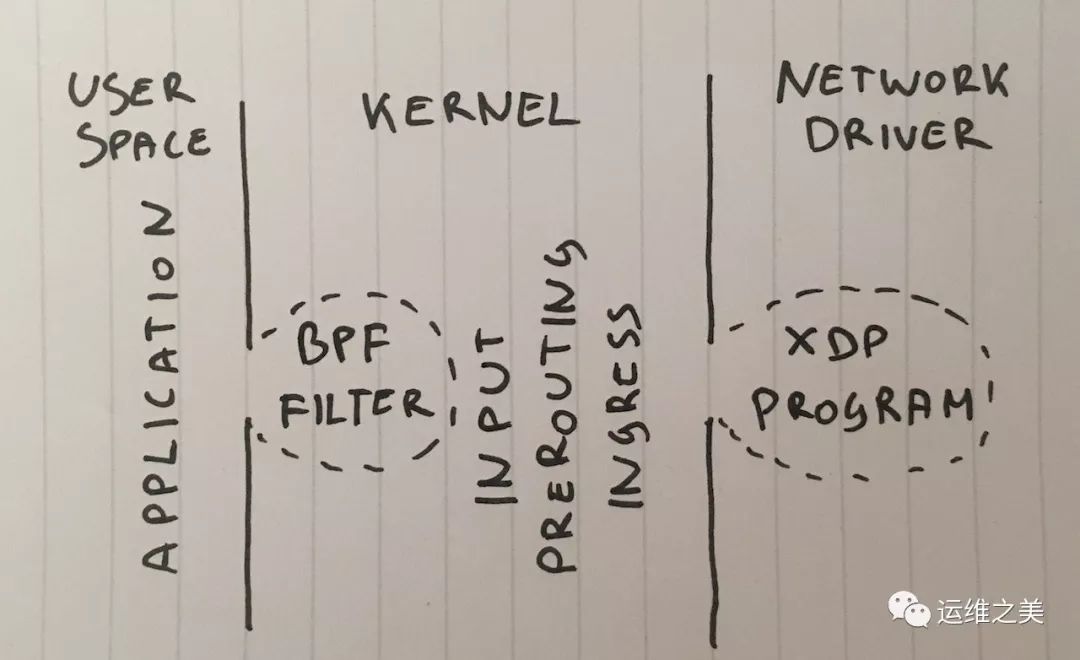 USER
SPACE
KERNEL
NETWORK
DRIVER
APPLICATION
BPF
FILTER
INPUT
PREROUTING
INGRESS
XDP
PROGRAM
运维之美